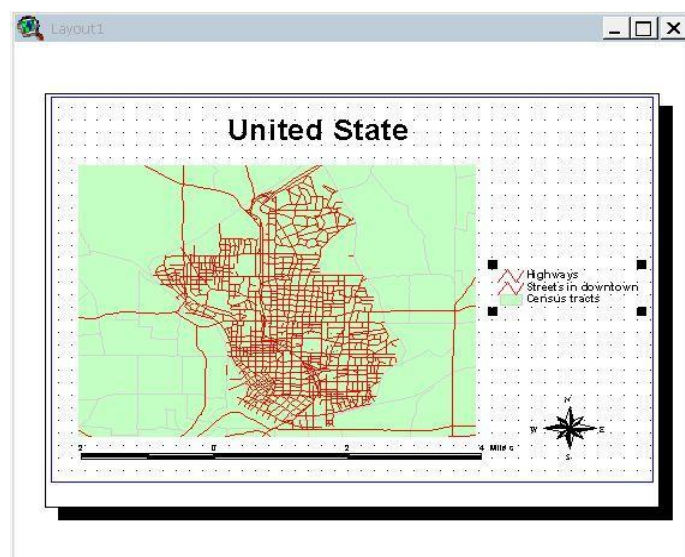 Layout1
United State
Highways
Streets in downtown
Census tracts
N
W E
S
2 0 2 4 Miles